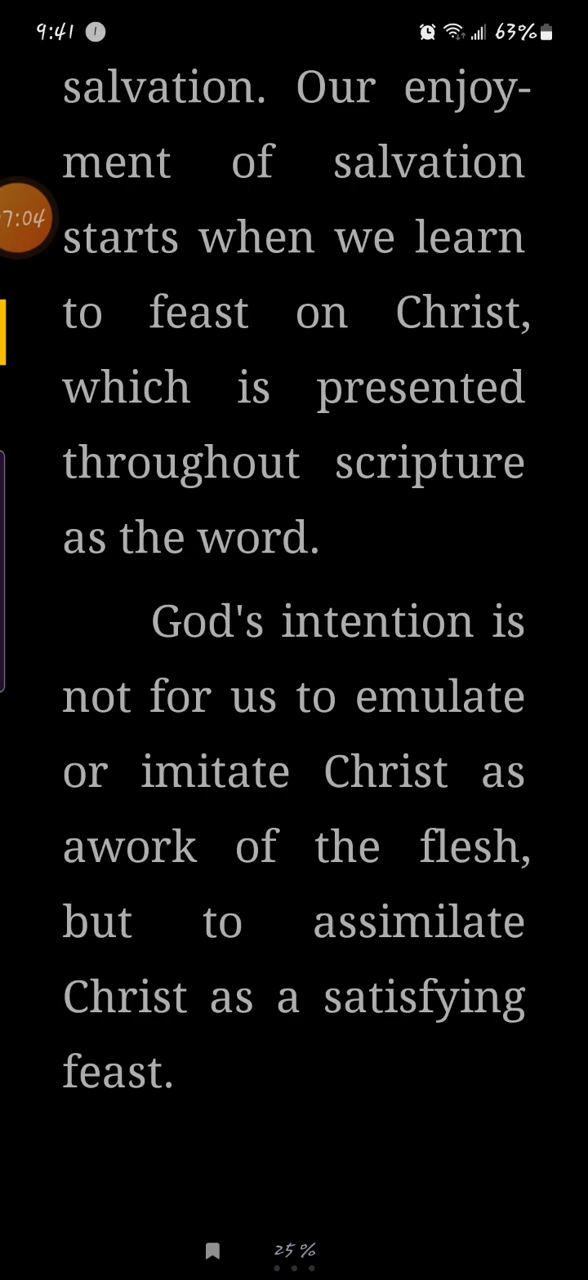 9:41
63%
salvation. Our enjoy-
ment of salvation
7:04
starts when we learn
to feast on Christ,
which is presented
throughout scripture
as the word.
God's intention is
not for us to emulate
or imitate Christ as
awork of the flesh,
but to assimilate
Christ as a satisfying
feast.
25%